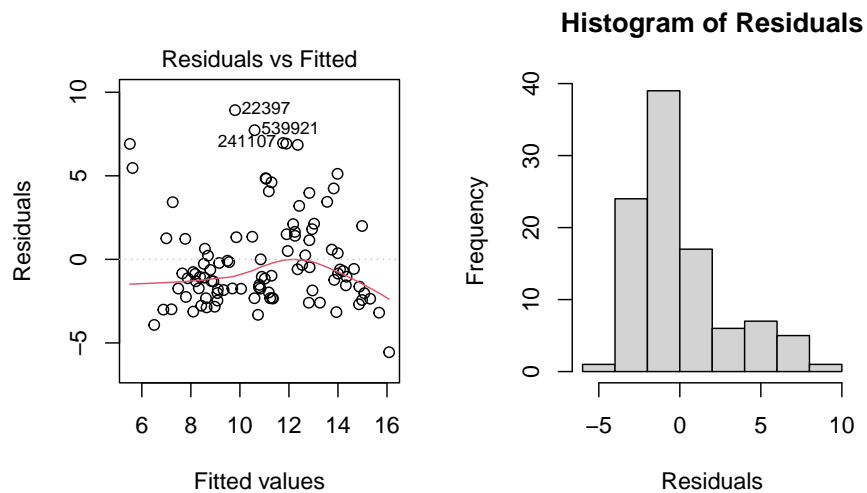 Residuals vs Fitted
Residuals
10
5
0
−5
22397
539921
241107
6 8 10 12 14 16
Fitted values
Histogram of Residuals
Frequency
40
30
20
10
0
−5 0 5 10
Residuals